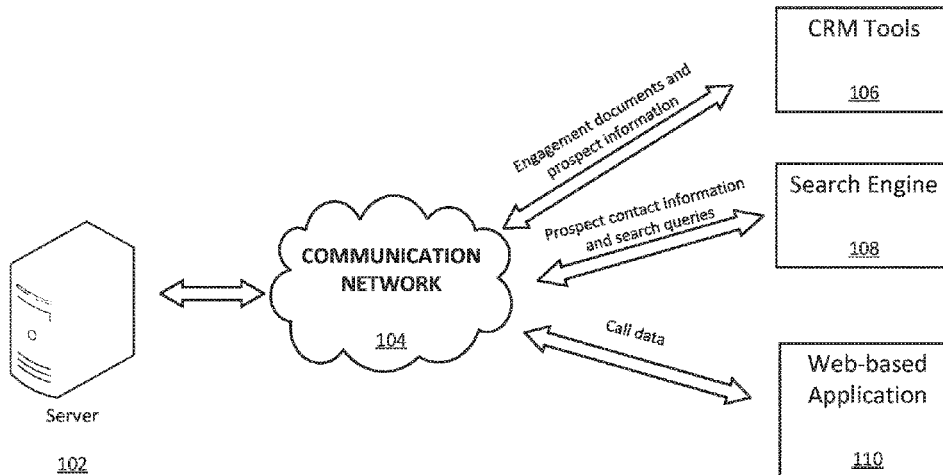 CRM Tools
106
Engagement documents and
prospect information
Search Engine
108
Prospect contact information
and search queries
COMMUNICATION
NETWORK
104
Call data
Web-based
Application
110
Server
102